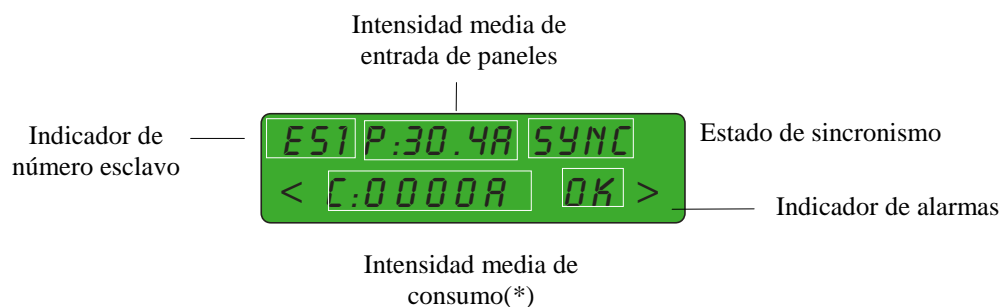 Intensidad media de
entrada de paneles
ES1 P:30.4A SYNC
Estado de sincronismo
Indicador de
número esclavo
< C:0000A OK >
Indicador de alarmas
Intensidad media de
consumo(*)